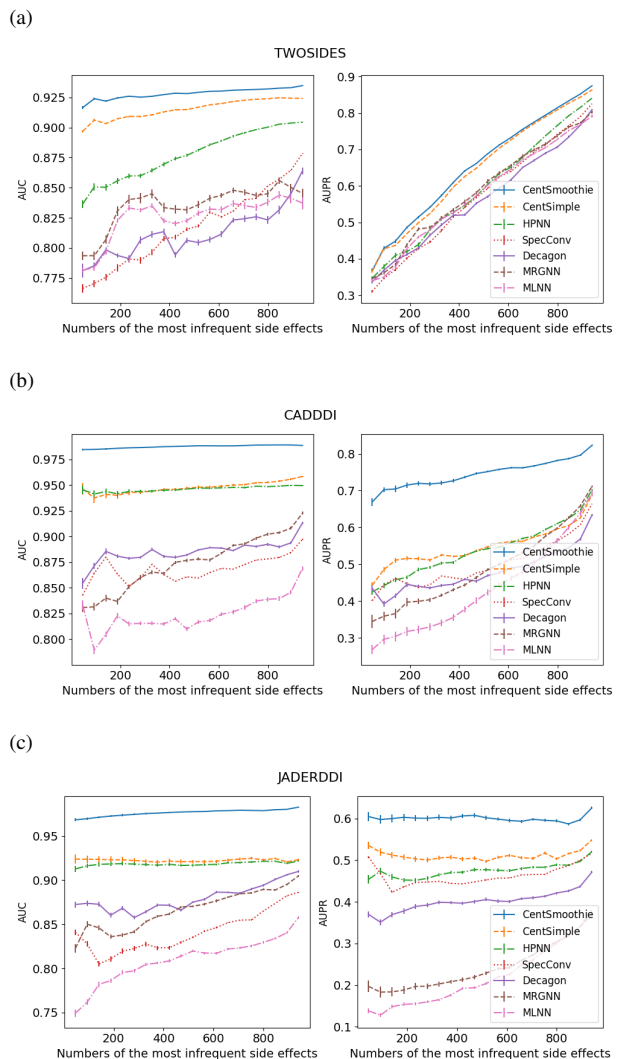 (a)
TWOSIDES
AUC
0.925
0.900
0.875
0.850
0.825
0.800
0.775
200 400 600 800
Numbers of the most infrequent side effects
AUPR
0.9
0.8
0.7
0.6
0.5
0.4
0.3
200 400 600 800
Numbers of the most infrequent side effects
CentSmoothie
CentSimple
HPNN
SpecConv
Decagon
MRGNN
MLNN
(b)
CADDDI
AUC
0.975
0.950
0.925
0.900
0.875
0.850
0.825
0.800
200 400 600 800
Numbers of the most infrequent side effects
AUPR
0.8
0.7
0.6
0.5
0.4
0.3
200 400 600 800
Numbers of the most infrequent side effects
CentSmoothie
CentSimple
HPNN
SpecConv
Decagon
MRGNN
MLNN
(c)
JADERDDI
AUC
0.95
0.90
0.85
0.80
0.75
200 400 600 800
Numbers of the most infrequent side effects
AUPR
0.6
0.5
0.4
0.3
0.2
0.1
200 400 600 800
Numbers of the most infrequent side effects
CentSmoothie
CentSimple
HPNN
SpecConv
Decagon
MRGNN
MLNN